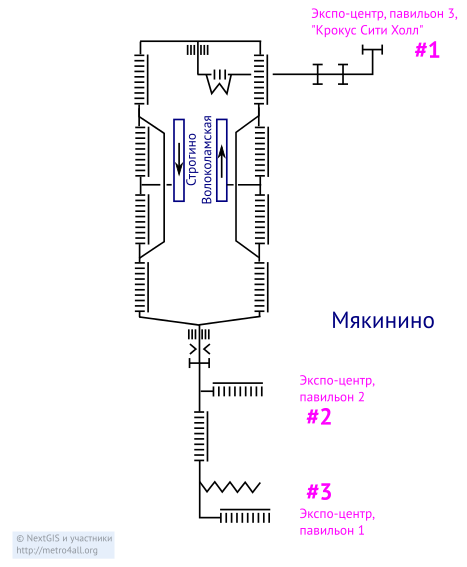 Экспо-центр, павильон 3,
"Крокус Сити Холл"
#1
Строгино
Волоколамская
Мякинино
Экспо-центр,
павильон 2
#2
#3
Экспо-центр,
павильон 1
© NextGIS и участники
http://metro4all.org